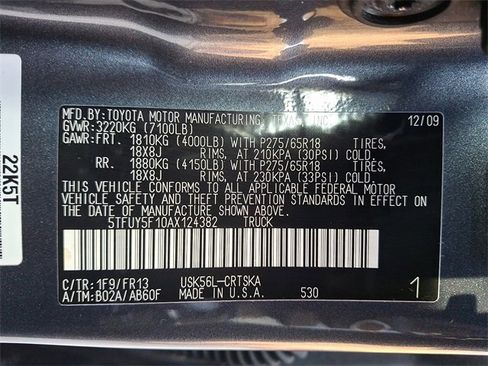 MFD.BY:TOYOTA MOTOR MANUFACTURING, TEXAS, INC. 12/09
GVWR:3220KG (7100LB)
GAWR:FRT. 1810KG (4000LB) WITH P275/65R18 TIRES,
18X8J RIMS, AT 210KPA (30PSI) COLD
RR. 1880KG (4150LB) WITH P275/65R18 TIRES,
18X8J RIMS, AT 230KPA (33PSI) COLD
THIS VEHICLE CONFORMS TO ALL APPLICABLE FEDERAL MOTOR
VEHICLE SAFETY AND THEFT PREVENTION STANDARDS IN EFFECT
ON THE DATE OF MANUFACTURE SHOWN ABOVE.
5TFUY5F10AX124382 TRUCK
C/TR:1F9/FR13 USK56L-CRTSKA
A/TM:B02A/AB60F MADE IN U.S.A. 530 1
22K5T